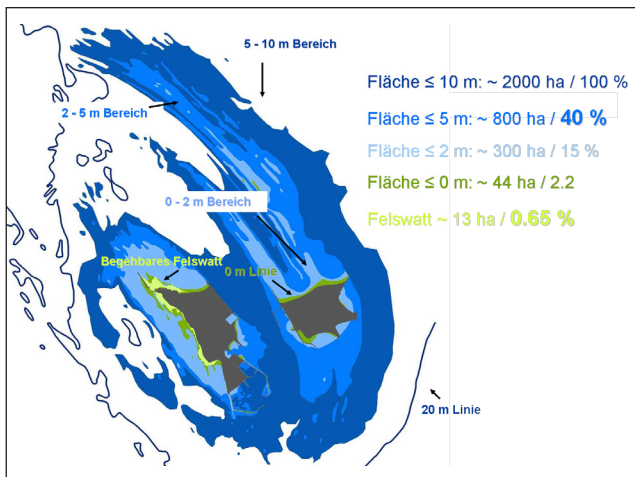 5 - 10 m Bereich
2 - 5 m Bereich
0 - 2 m Bereich
Begehbares Felswatt
0 m Linie
20 m Linie
Fläche ≤ 10 m: ~ 2000 ha / 100 %
Fläche ≤ 5 m: ~ 800 ha / 40 %
Fläche ≤ 2 m: ~ 300 ha / 15 %
Fläche ≤ 0 m: ~ 44 ha / 2.2
Felswatt ~ 13 ha / 0.65 %